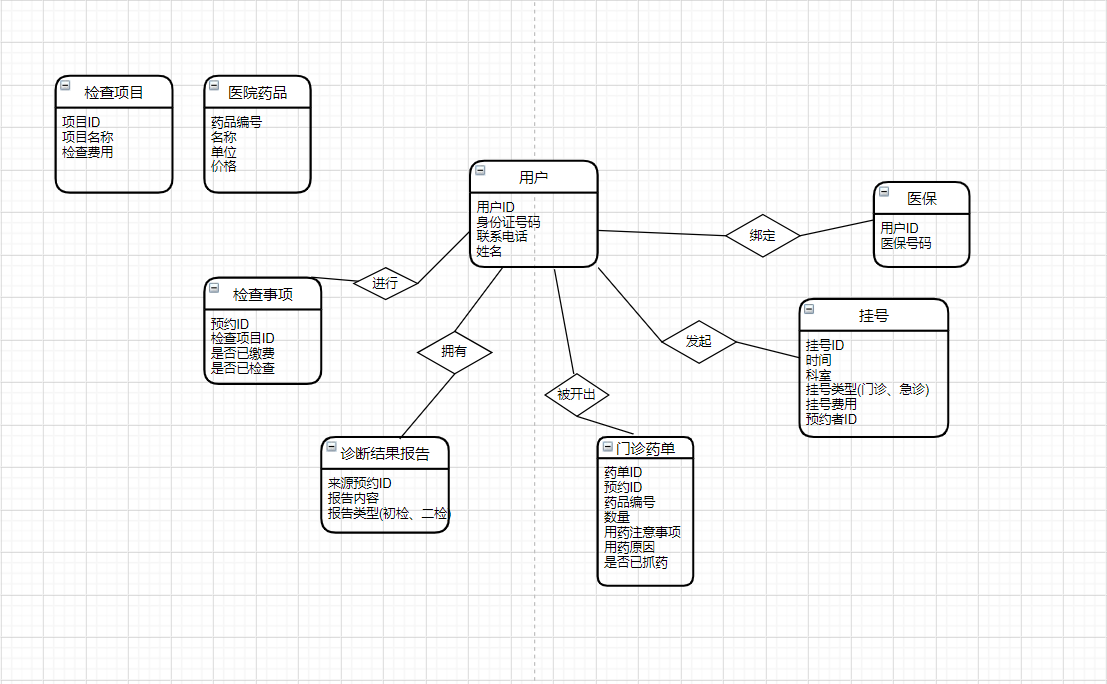 检查项目
项目ID
项目名称
检查费用
医院药品
药品编号
名称
单位
价格
用户
用户ID
身份证号码
联系电话
姓名
绑定
医保
用户ID
医保号码
检查事项
预约ID
检查项目ID
是否已缴费
是否已检查
进行
拥有
被开出
发起
挂号
挂号ID
时间
科室
挂号类型(门诊、急诊)
挂号费用
预约者ID
诊断结果报告
来源预约ID
报告内容
报告类型(初检、二检)
门诊药单
药单ID
预约ID
药品编号
数量
用药注意事项
用药原因
是否已抓药